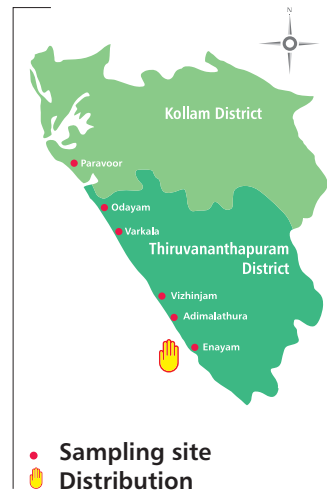 N
Kollam District
Paravoor
Odayam
Varkala
Thiruvananthapuram
District
Vizhinjam
Adimalathura
Enayam
Sampling site
Distribution